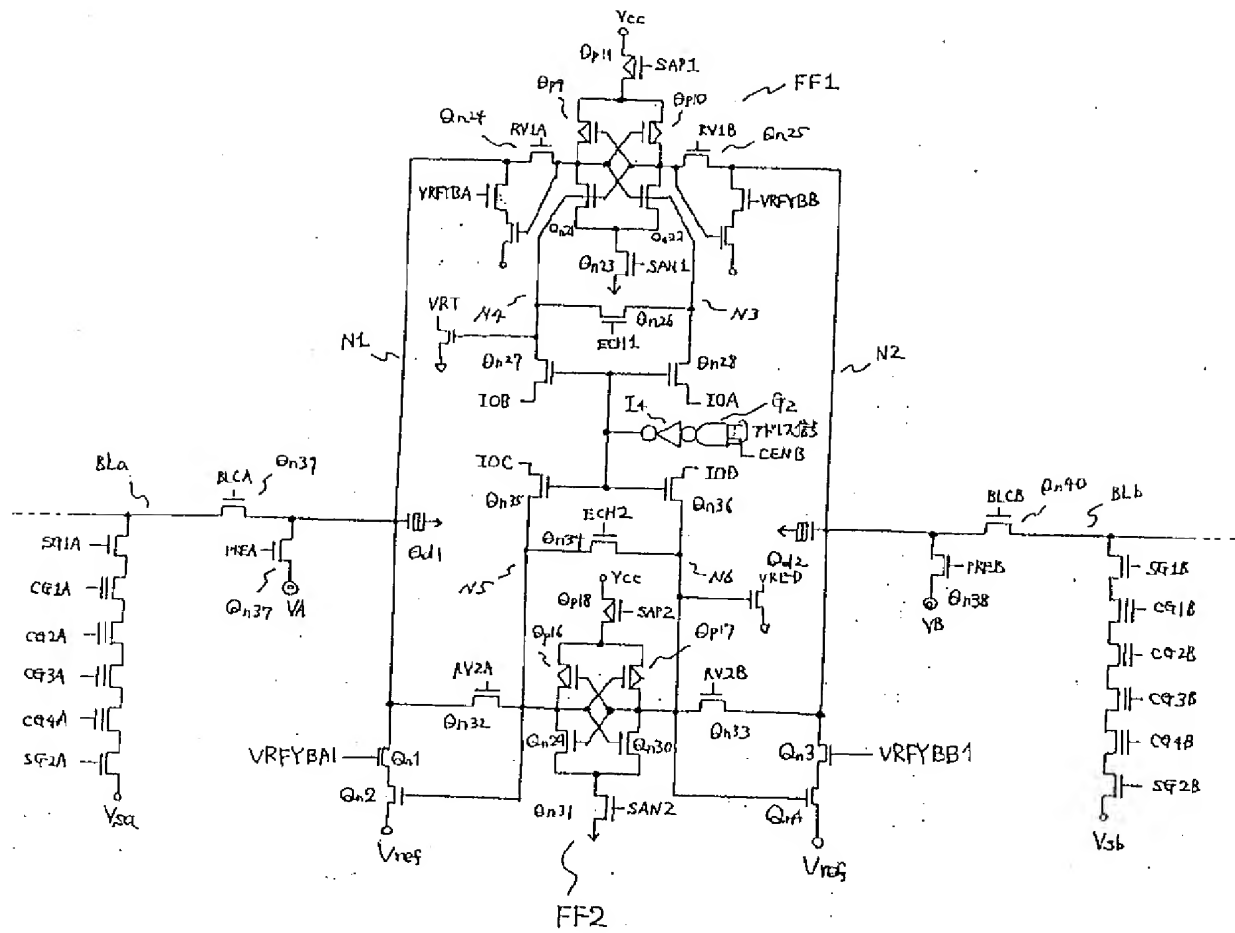 Vcc
Qp11
SAP1
Qp9
Qp10
FF1
Qn24
RV1A
RV1B
Qn25
VRFYBA
VRFYBB
Qn21
Qn22
Qn23
SAN1
N4
N3
VRT
Qn26
ECH1
N1
N2
Qn27
Qn28
IOB
IOA
I4
G2
CENB
BLa
BLCA
Qn39
IOC
IOD
Qn35
Qn36
BLCB
Qn40
BLb
ECH2
Qn34
SG1A
PREA
Qd1
Qd2
PREB
SG1B
N5
N6
CG1A
Qn37
VA
Vcc
Qn38
VB
CG1B
Qp18
SAP2
CG2A
Qp16
Qp17
CG2B
CG3A
RV2A
RV2B
CG3B
CG4A
Qn32
Qn29
Qn30
Qn33
CG4B
SG2A
VRFYBA1
Qn1
Qn3
VRFYBB1
SG2B
Qn2
Qn31
SAN2
Qn4
Vsa
Vref
Vref
Vsb
FF2